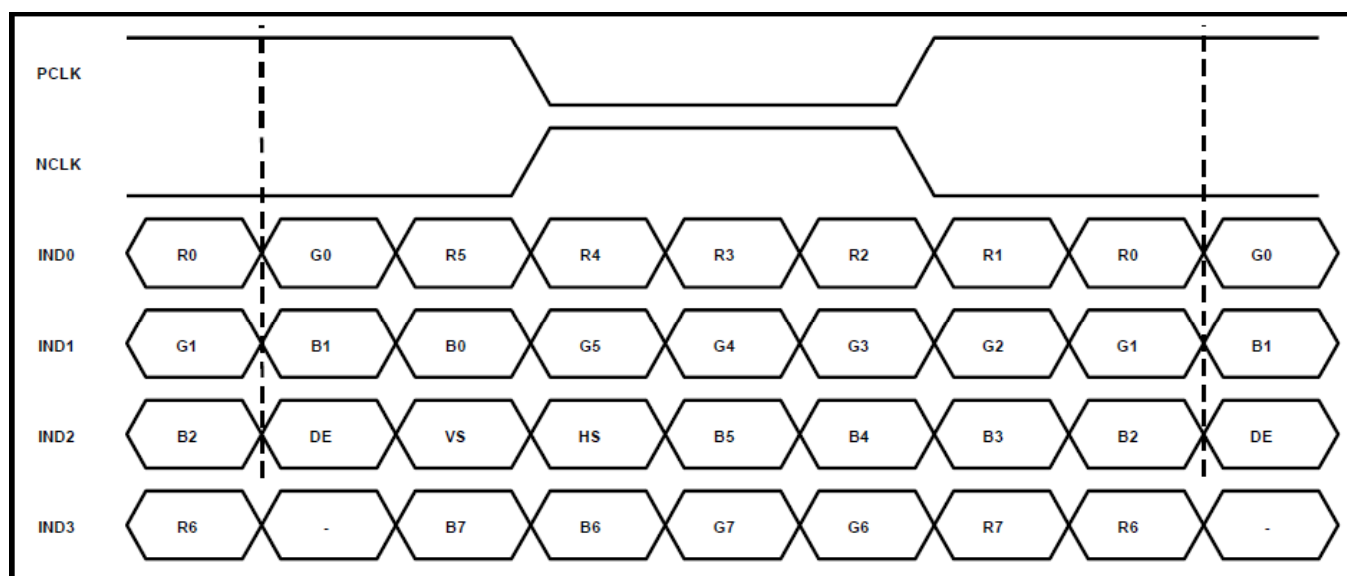 PCLK
NCLK
IND0 R0 G0 R5 R4 R3 R2 R1 R0 G0
IND1 G1 B1 B0 G5 G4 G3 G2 G1 B1
IND2 B2 DE VS HS B5 B4 B3 B2 DE
IND3 R6 - B7 B6 G7 G6 R7 R6 -